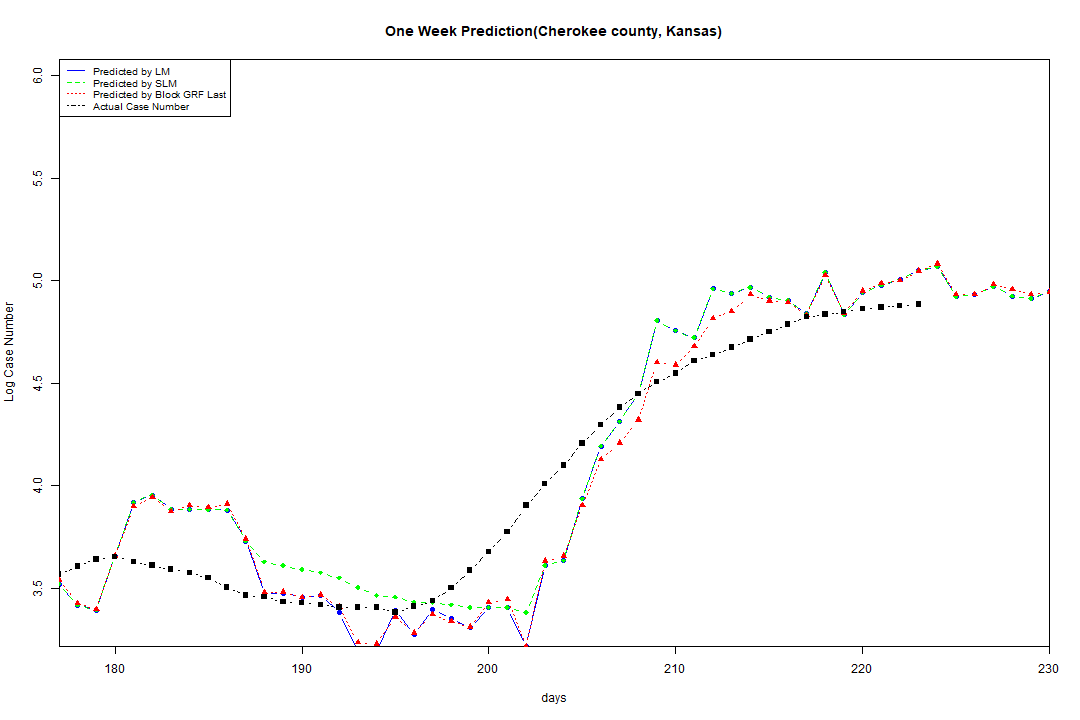 One Week Prediction(Cherokee county, Kansas)
Predicted by LM
Predicted by SLM
Predicted by Block GRF Last
Actual Case Number
6.0
5.5
5.0
4.5
4.0
3.5
Log Case Number
180 190 200 210 220 230
days